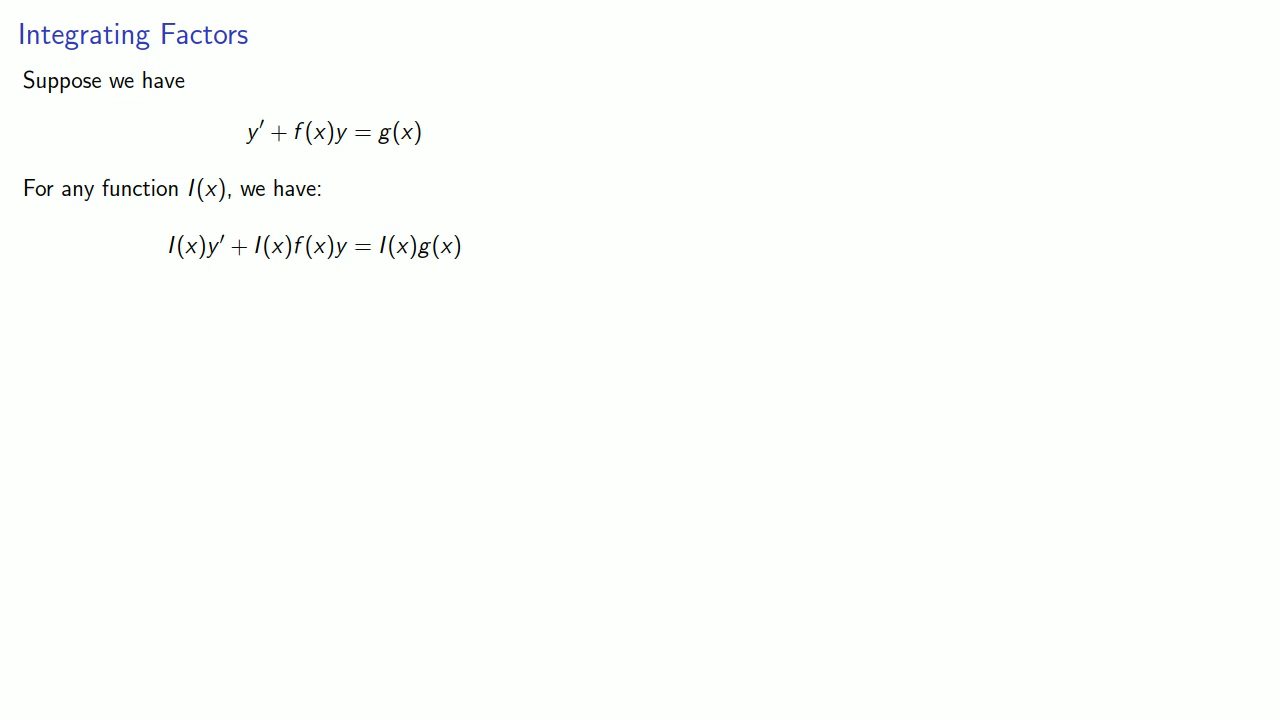 Integrating Factors
Suppose we have
y′ + f(x)y = g(x)
For any function I(x), we have:
I(x)y′ + I(x)f(x)y = I(x)g(x)